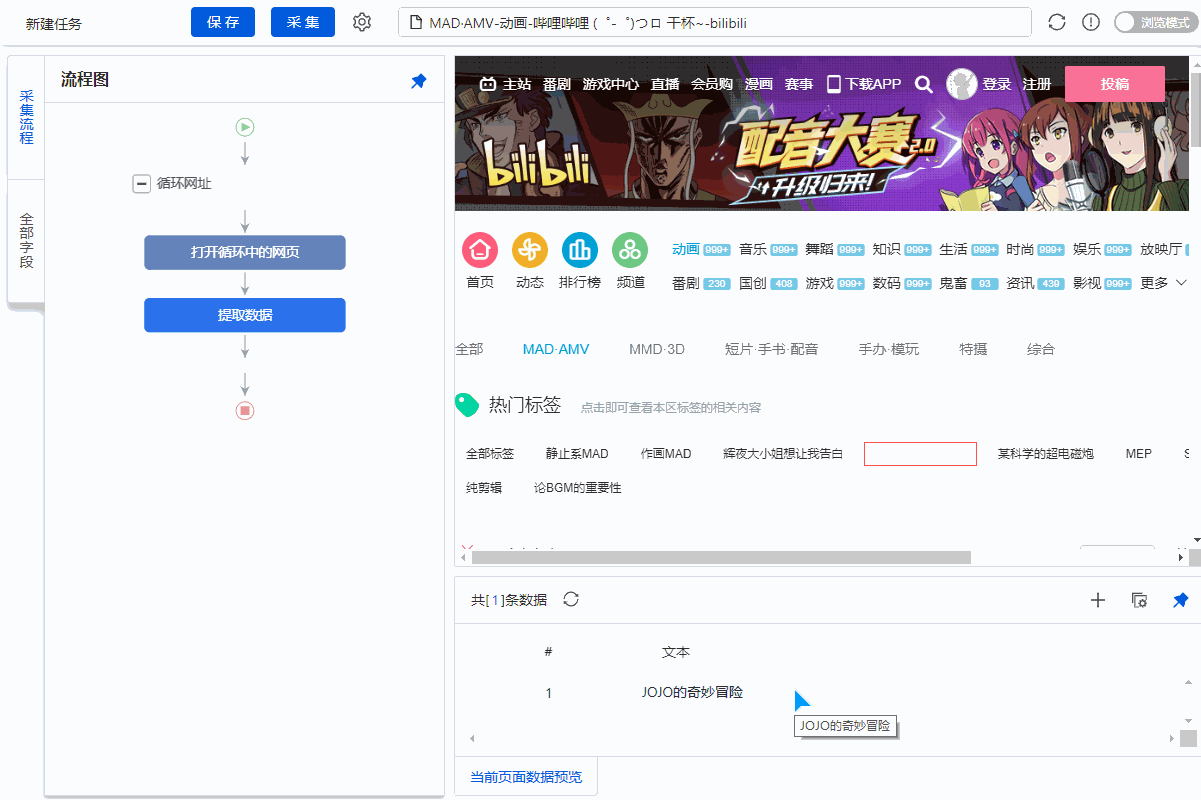 新建任务
保 存
采 集
MAD·AMV-动画-哔哩哔哩 (゜-゜)つロ 干杯~-bilibili
浏览模式
采集流程
全部字段
流程图
循环网址
打开循环中的网页
提取数据
主站 番剧 游戏中心 直播 会员购 漫画 赛事 下载APP 登录 注册 投稿
bilibili
配音大赛2.0
升级归来!
首页 动态 排行榜 频道
动画 999+ 音乐 999+ 舞蹈 999+ 知识 999+ 生活 999+ 时尚 999+ 娱乐 999+ 放映厅
番剧 230 国创 408 游戏 999+ 数码 999+ 鬼畜 93 资讯 439 影视 999+ 更多
全部 MAD·AMV MMD·3D 短片·手书·配音 手办·模玩 特摄 综合
热门标签 点击即可查看本区标签的相关内容
全部标签 静止系MAD 作画MAD 辉夜大小姐想让我告白 某科学的超电磁炮 MEP
纯剪辑 论BGM的重要性
共[ 1 ]条数据
# 文本
1 JOJO的奇妙冒险
JOJO的奇妙冒险
当前页面数据预览